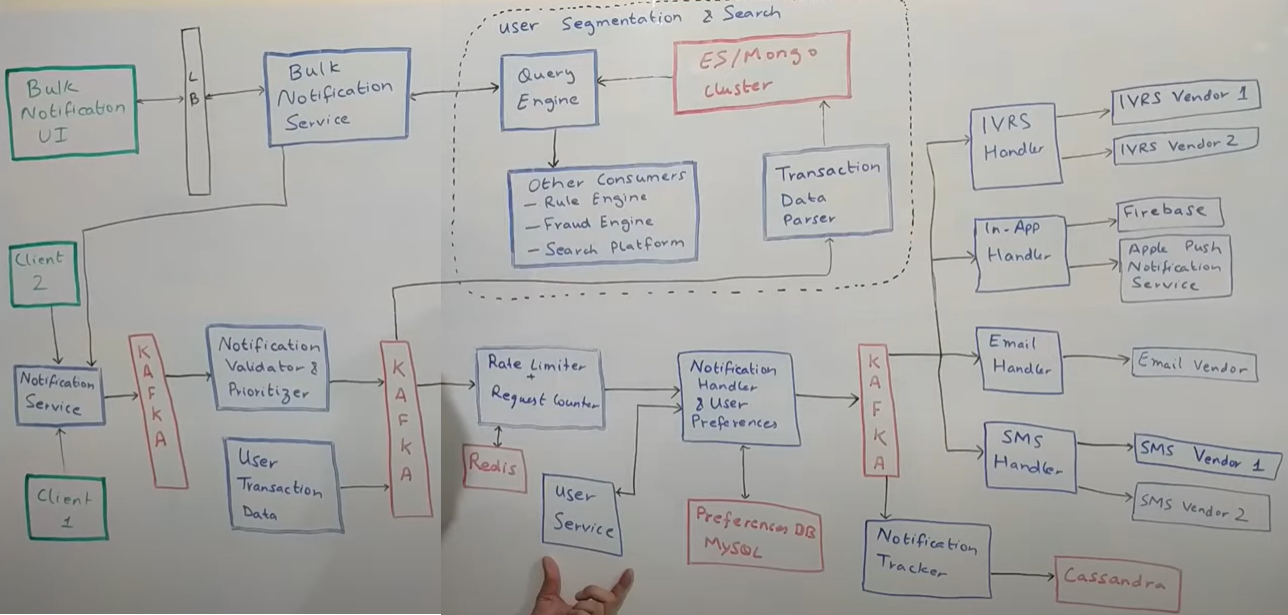 User Segmentation & Search
Bulk
Notification
UI
L
B
Bulk
Notification
Service
Query
Engine
ES/Mongo
Cluster
Other Consumers
- Rule Engine
- Fraud Engine
- Search Platform
Transaction
Data
Parser
IVRS
Handler
IVRS Vendor 1
IVRS Vendor 2
In-App
Handler
Firebase
Apple Push
Notification
Service
Client
2
Notification
Service
Client
1
K
A
F
K
A
Notification
Validator &
Prioritizer
User
Transaction
Data
K
A
F
K
A
Rate Limiter
+
Request Counter
Redis
User
Service
Notification
Handler
& User
Preferences
Preferences DB
MySQL
K
A
F
K
A
Email
Handler
Email Vendor
SMS
Handler
SMS Vendor 1
SMS Vendor 2
Notification
Tracker
Cassandra